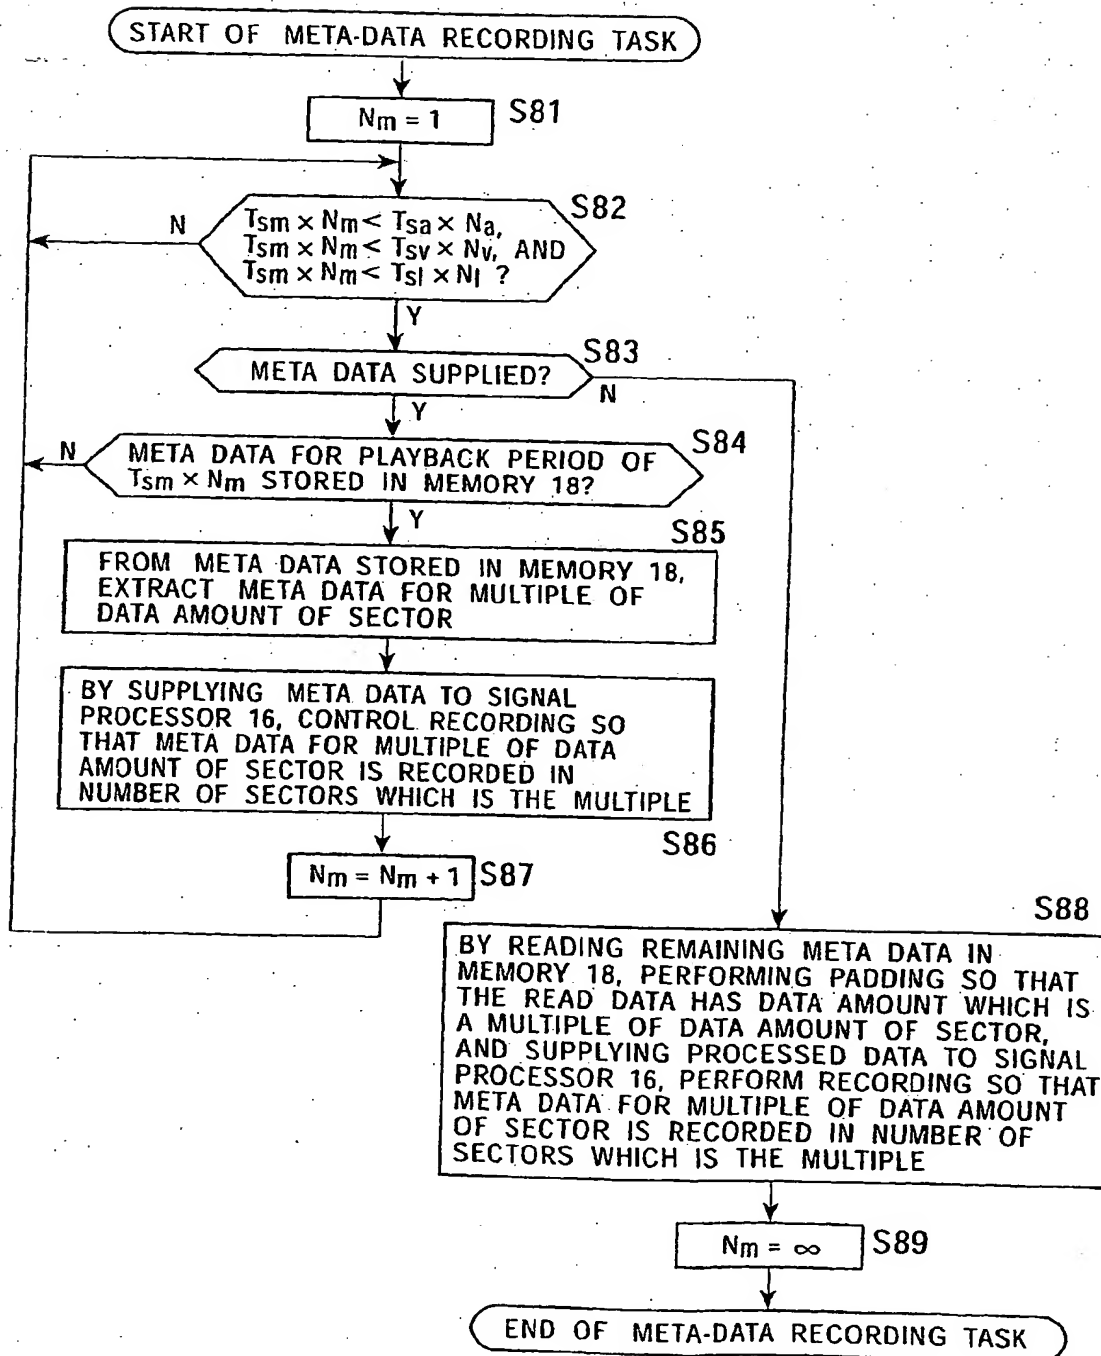 START OF META-DATA RECORDING TASK
Nm = 1
S81
S82
N
Tsm × Nm < Tsa × Na,
Tsm × Nm < Tsv × Nv, AND
Tsm × Nm < Tsl × Nl ?
Y
S83
META DATA SUPPLIED?
N
Y
S84
N
META DATA FOR PLAYBACK PERIOD OF
Tsm × Nm STORED IN MEMORY 18?
Y
S85
FROM META DATA STORED IN MEMORY 18,
EXTRACT META DATA FOR MULTIPLE OF
DATA AMOUNT OF SECTOR
BY SUPPLYING META DATA TO SIGNAL
PROCESSOR 16, CONTROL RECORDING SO
THAT META DATA FOR MULTIPLE OF DATA
AMOUNT OF SECTOR IS RECORDED IN
NUMBER OF SECTORS WHICH IS THE MULTIPLE
S86
Nm = Nm + 1
S87
S88
BY READING REMAINING META DATA IN
MEMORY 18, PERFORMING PADDING SO THAT
THE READ DATA HAS DATA AMOUNT WHICH IS
A MULTIPLE OF DATA AMOUNT OF SECTOR,
AND SUPPLYING PROCESSED DATA TO SIGNAL
PROCESSOR 16, PERFORM RECORDING SO THAT
META DATA FOR MULTIPLE OF DATA AMOUNT
OF SECTOR IS RECORDED IN NUMBER OF
SECTORS WHICH IS THE MULTIPLE
Nm = ∞
S89
END OF META-DATA RECORDING TASK